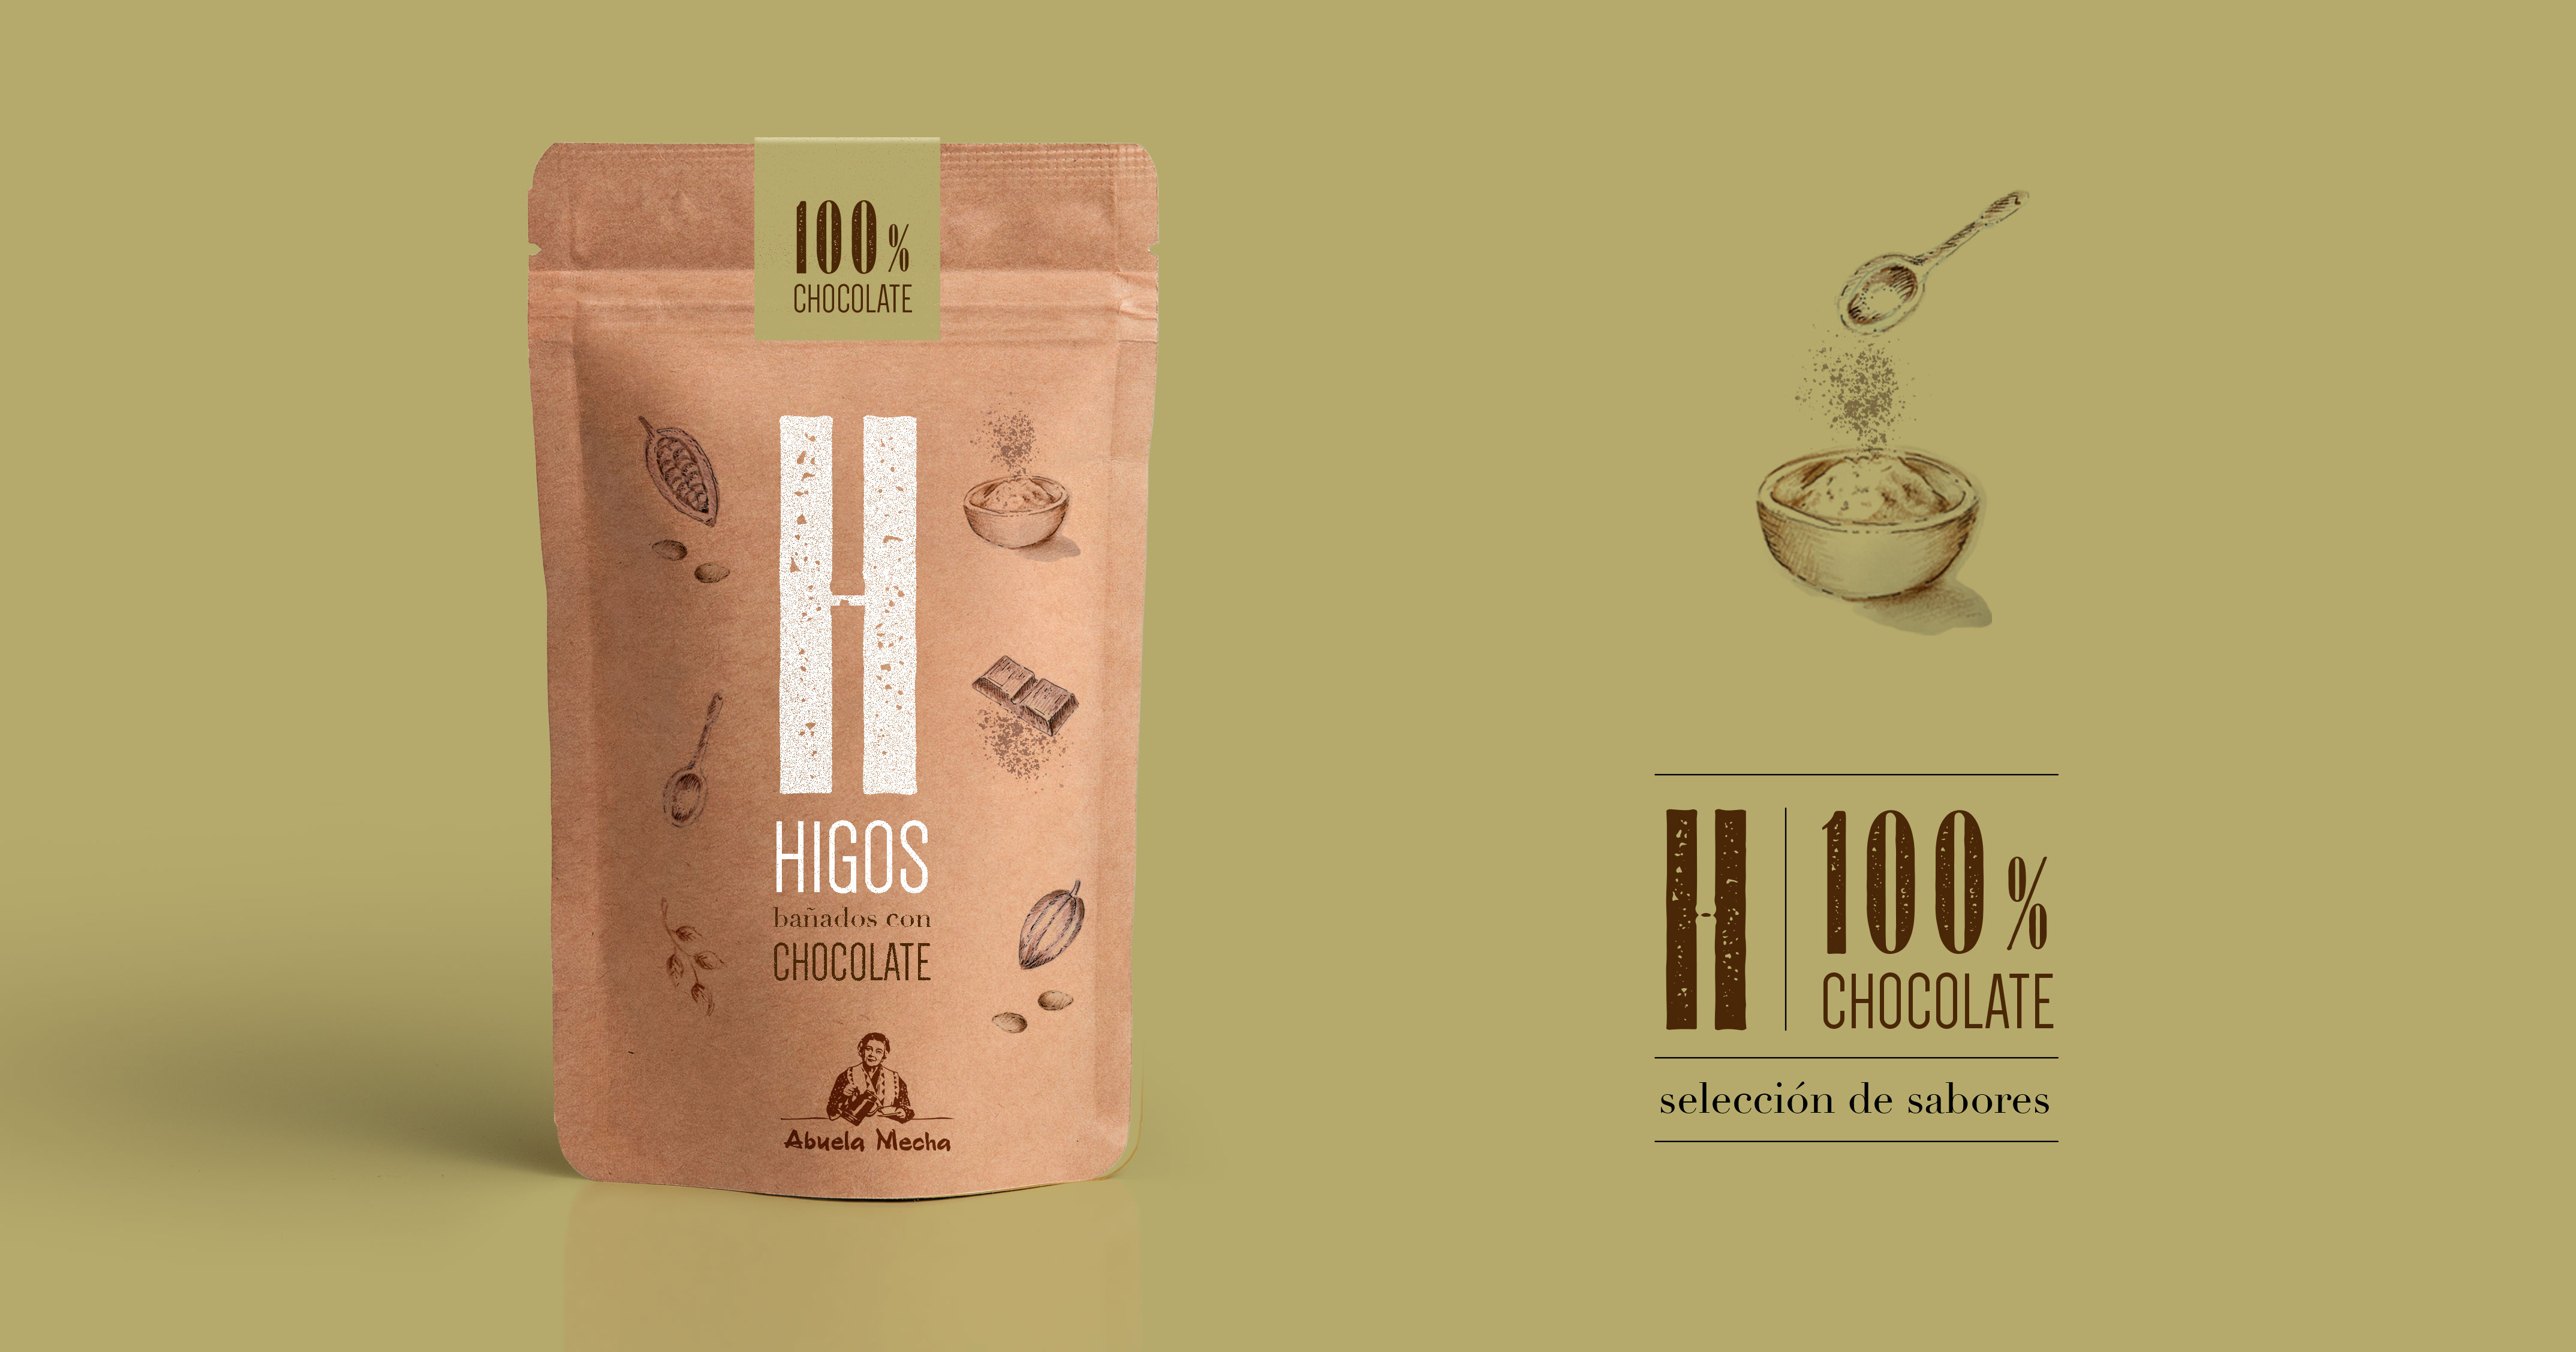 100%
CHOCOLATE
H
HIGOS
bañados con
CHOCOLATE
Abuela Mecha
H
100%
CHOCOLATE
selección de sabores